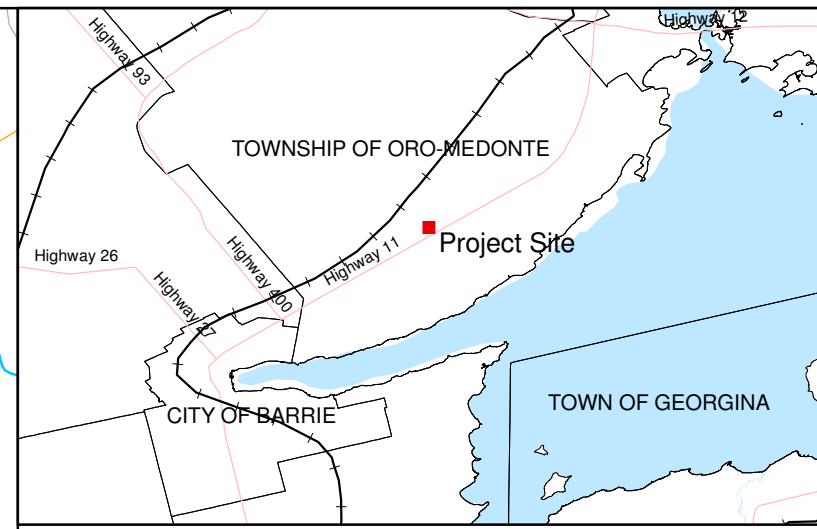 Highway 12
Highway 93
TOWNSHIP OF ORO-MEDONTE
Project Site
Highway 11
Highway 400
Highway 26
Highway 27
CITY OF BARRIE
TOWN OF GEORGINA